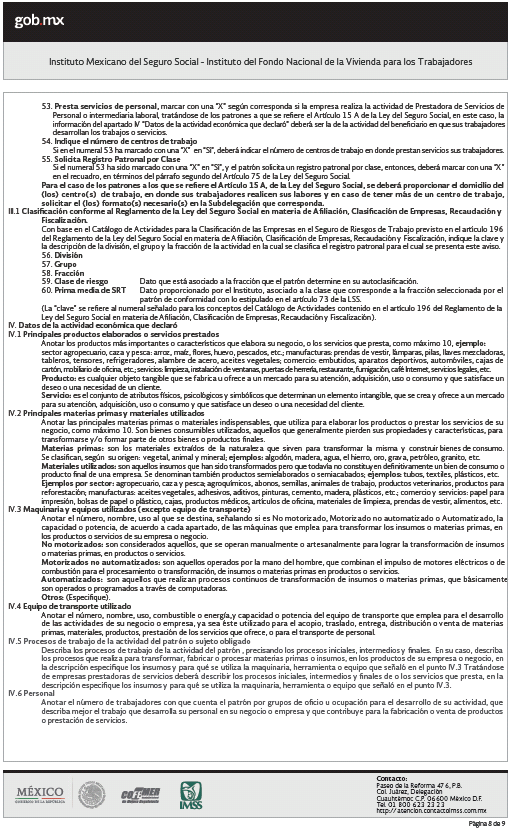 gob.mx
Instituto Mexicano del Seguro Social - Instituto del Fondo Nacional de la Vivienda para los Trabajadores
53. Presta servicios de personal, marcar con una "X" según corresponda si la empresa realiza la actividad de Prestadora de Servicios de
Personal o intermediaria laboral, tratándose de los patrones a que se refiere el Artículo 15 A de la Ley del Seguro Social, en este caso, la
información del apartado IV "Datos de la actividad económica que declaró" deberá ser la de la actividad del beneficiario en que sus trabajadores
desarrollan los trabajos o servicios.
54. Indique el número de centros de trabajo
Si en el numeral 53 ha marcado con una "X" en "Sí", deberá indicar el número de centros de trabajo en donde prestan servicios sus trabajadores.
55. Solicita Registro Patronal por Clase
Si el numeral 53 ha sido marcado con una "X" en "Sí", y el patrón solicita un registro patronal por clase, entonces, deberá marcar con una "X"
en el recuadro, en términos del párrafo segundo del Artículo 75 de la Ley del Seguro Social.
Para el caso de los patrones a los que se refiere el Artículo 15 A, de la Ley del Seguro Social, se deberá proporcionar el domicilio del
(los) centro(s) de trabajo, en donde sus trabajadores realicen sus labores y en caso de tener más de un centro de trabajo,
solicitar el (los) formato(s) necesario(s) en la Subdelegación que corresponda.
III.1 Clasificación conforme al Reglamento de la Ley del Seguro Social en materia de Afiliación, Clasificación de Empresas, Recaudación y
Fiscalización.
Con base en el Catálogo de Actividades para la Clasificación de las Empresas en el Seguro de Riesgos de Trabajo previsto en el artículo 196
del Reglamento de la Ley del Seguro Social en materia de Afiliación, Clasificación de Empresas, Recaudación y Fiscalización, indique la clave y
la descripción de la división, el grupo y la fracción de la actividad en la cual se clasifica el registro patronal para el cual se presenta este aviso.
56. División
57. Grupo
58. Fracción
59. Clase de riesgo Dato que está asociado a la fracción que el patrón determine en su autoclasificación.
60. Prima media de SRT Dato proporcionado por el Instituto, asociado a la clase que corresponde a la fracción seleccionada por el
patrón de conformidad con lo estipulado en el artículo 73 de la LSS.
(La "clave" se refiere al numeral señalado para los conceptos del Catálogo de Actividades contenido en el artículo 196 del Reglamento de la
Ley del Seguro Social en materia de Afiliación, Clasificación de Empresas, Recaudación y Fiscalización).
IV. Datos de la actividad económica que declaró
IV.1 Principales productos elaborados o servicios prestados
Anotar los productos más importantes o característicos que elabora su negocio, o los servicios que presta, como máximo 10, ejemplo:
sector agropecuario, caza y pesca: arroz, maíz, flores, huevo, pescados, etc.; manufacturas: prendas de vestir, lámparas, pilas, llaves mezcladoras,
tableros, tensores, refrigeradores, alambre de acero, aceites vegetales; comercio: embutidos, aparatos deportivos, automóviles, cajas de
cartón, mobiliario de oficina, etc.; servicios: limpieza, instalación de ventanas, puertas de herrería, restaurante, fumigación, café Internet, servicios legales, etc.
Producto: es cualquier objeto tangible que se fabrica u ofrece a un mercado para su atención, adquisición, uso o consumo y que satisface un
deseo o una necesidad de un cliente.
Servicio: es el conjunto de atributos físicos, psicológicos y simbólicos que determinan un elemento intangible, que se crea y ofrece a un mercado
para su atención, adquisición, uso o consumo y que satisface un deseo o una necesidad del cliente.
IV.2 Principales materias primas y materiales utilizados
Anotar las principales materias primas o materiales indispensables, que utiliza para elaborar los productos o prestar los servicios de su
negocio, como máximo 10. Son bienes consumibles utilizados, aquellos que generalmente pierden sus propiedades y características, para
transformarse y/o formar parte de otros bienes o productos finales.
Materias primas: son los materiales extraídos de la naturaleza que sirven para transformar la misma y construir bienes de consumo.
Se clasifican, según su origen: vegetal, animal y mineral; ejemplos: algodón, madera, agua, el hierro, oro, grava, petróleo, granito, etc.
Materiales utilizados: son aquellos insumos que han sido transformados pero que todavía no constituyen definitivamente un bien de consumo o
producto final de una empresa. Se denominan también productos semielaborados o semiacabados; ejemplos: tubos, textiles, plásticos, etc.
Ejemplos por sector: agropecuario, caza y pesca; agroquímicos, abonos, semillas, animales de trabajo, productos veterinarios, productos para
reforestación; manufacturas: aceites vegetales, adhesivos, aditivos, pinturas, cemento, madera, plásticos, etc.; comercio y servicios: papel para
impresión, bolsas de papel o plástico, cajas, productos médicos, artículos de oficina, materiales de limpieza, prendas de vestir, alimentos, etc.
IV.3 Maquinaria y equipos utilizados (excepto equipo de transporte)
Anotar el número, nombre, uso al que se destina, señalando si es No motorizado, Motorizado no automatizado o Automatizado, la
capacidad o potencia, de acuerdo a cada apartado, de las máquinas que emplea para transformar los insumos o materias primas, en
los productos o servicios de su empresa o negocio.
No motorizados: son considerados aquellos, que se operan manualmente o artesanalmente para lograr la transformación de insumos
o materias primas, en productos o servicios.
Motorizados no automatizados: son aquellos operados por la mano del hombre, que combinan el impulso de motores eléctricos o de
combustión para el procesamiento o transformación, de insumos o materias primas en productos o servicios.
Automatizados: son aquellos que realizan procesos continuos de transformación de insumos o materias primas, que básicamente
son operados o programados a través de computadoras.
Otros: (Especifique).
IV.4 Equipo de transporte utilizado
Anotar el número, nombre, uso, combustible o energía,y capacidad o potencia del equipo de transporte que emplea para el desarrollo
de las actividades de su negocio o empresa, ya sea éste utilizado para el acopio, traslado, entrega, distribución o venta de materias
primas, materiales, productos, prestación de los servicios que ofrece, o para el transporte de personal.
IV.5 Procesos de trabajo de la actividad del patrón o sujeto obligado
Describa los procesos de trabajo de la actividad del patrón , precisando los procesos iniciales, intermedios y finales. En su caso, describa
los procesos que realiza para transformar, fabricar o procesar materias primas o insumos, en los productos de su empresa o negocio, en
la descripción especifique los insumos y para qué se utiliza la maquinaria, herramienta o equipo que señaló en el punto IV.3 Tratándose
de empresas prestadoras de servicios deberá describir los procesos iniciales, intermedios y finales de o los servicios que presta, en la
descripción especifique los insumos y para qué se utiliza la maquinaria, herramienta o equipo que señaló en el punto IV.3.
IV.6 Personal
Anotar el número de trabajadores con que cuenta el patrón por grupos de oficio u ocupación para el desarrollo de su actividad, que
describa mejor el trabajo que desarrolla su personal en su negocio o empresa y que contribuye para la fabricación o venta de productos
o prestación de servicios.
MÉXICO
GOBIERNO DE LA REPÚBLICA
COFEMER
IMSS
Contacto:
Paseo de la Reforma 476, P.B.
Col. Juárez, Delegación
Cuauhtémoc C.P. 06600 México D.F.
Tel. 01 800 623 23 23
http://atencion.contactoimss.com.mx
Página 8 de 9